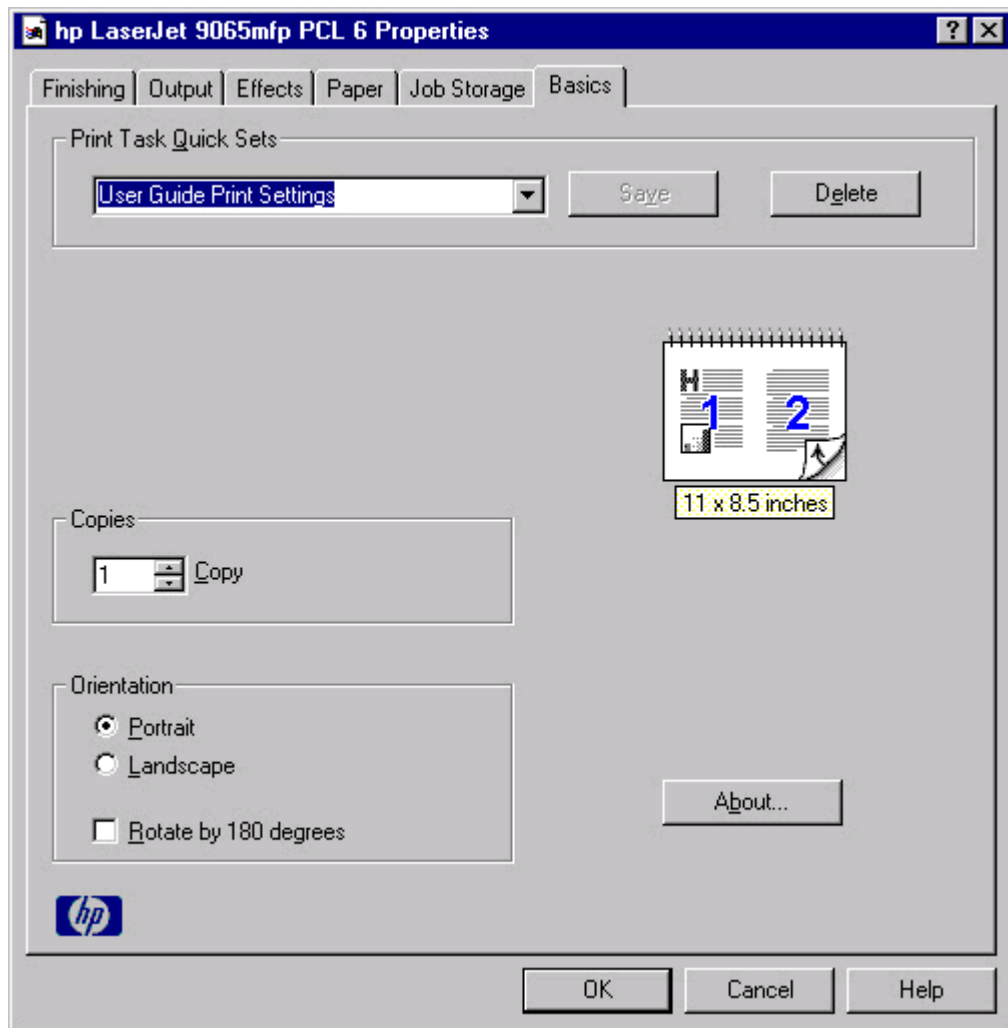 hp LaserJet 9065mfp PCL 6 Properties
Finishing Output Effects Paper Job Storage Basics
Print Task Quick Sets
User Guide Print Settings Save Delete
H
1 2
11 x 8.5 inches
Copies
1 Copy
Orientation
Portrait
Landscape
Rotate by 180 degrees
About...
hp
OK Cancel Help